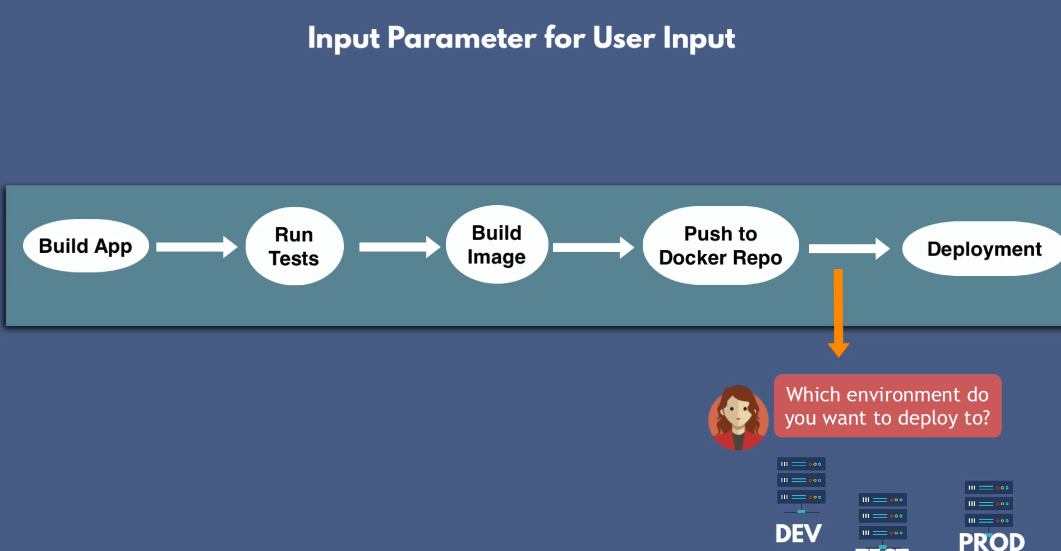 Input Parameter for User Input
Build App
Run
Tests
Build
Image
Push to
Docker Repo
Deployment
Which environment do
you want to deploy to?
DEV
TEST
PROD